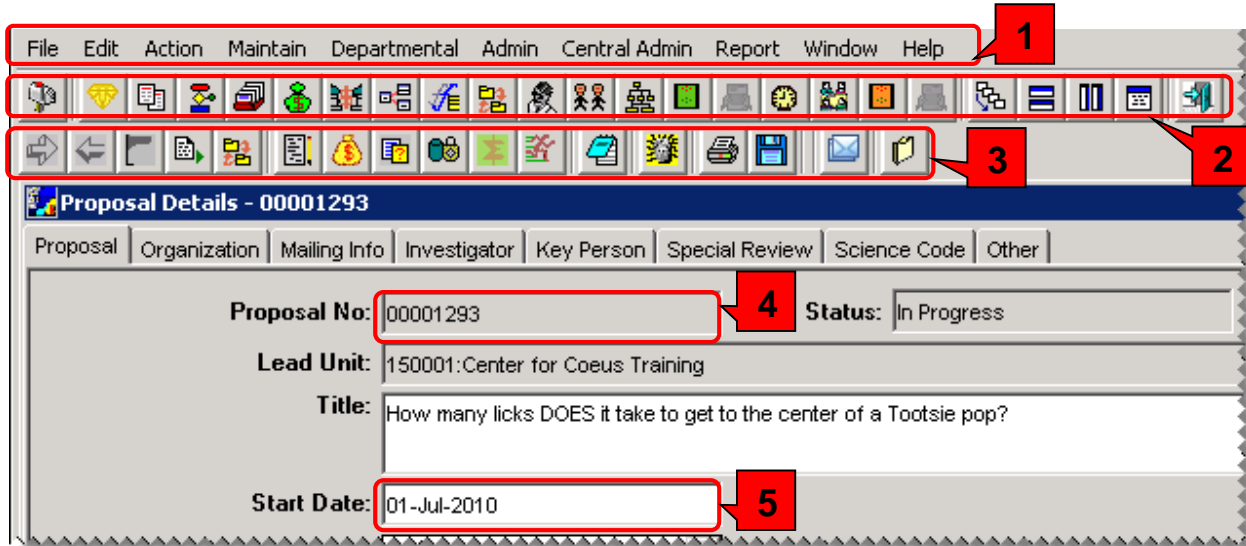 1
File Edit Action Maintain Departmental Admin Central Admin Report Window Help
2
3
Proposal Details - 00001293
Proposal Organization Mailing Info Investigator Key Person Special Review Science Code Other
Proposal No: 00001293 4 Status: In Progress
Lead Unit: 150001:Center for Coeus Training
Title: How many licks DOES it take to get to the center of a Tootsie pop?
Start Date: 01-Jul-2010 5